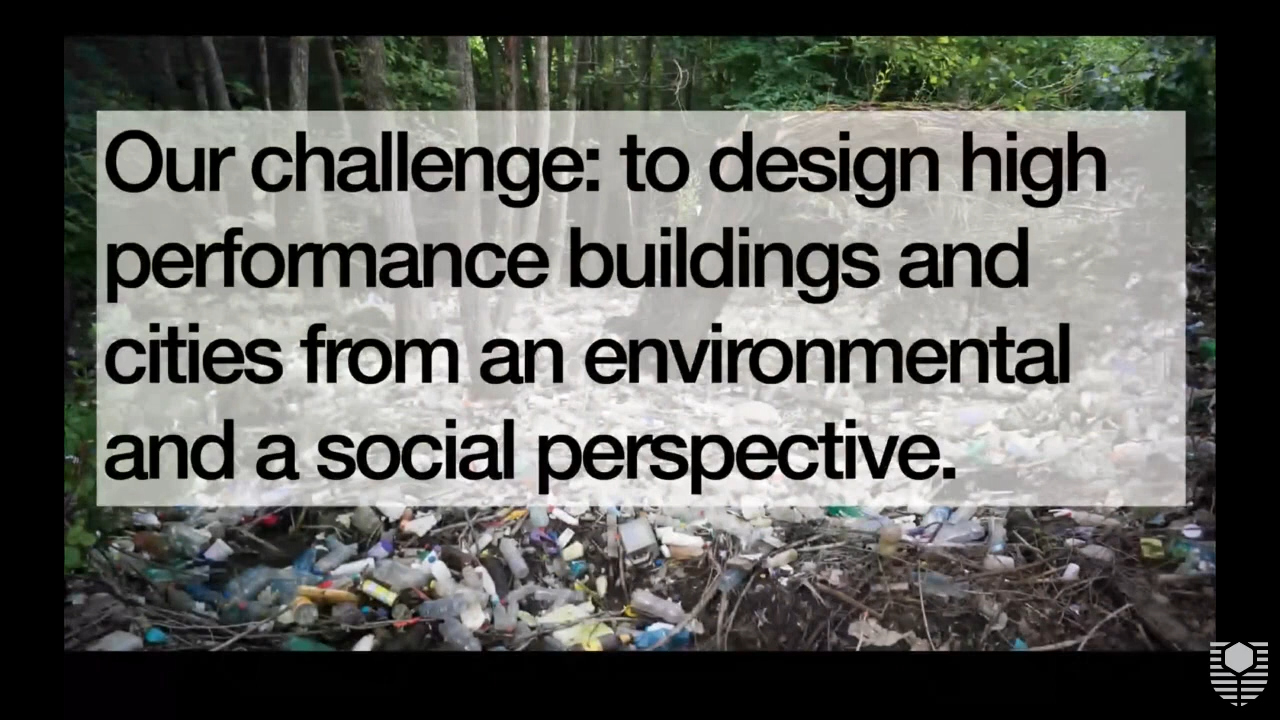 Our challenge: to design high
performance buildings and
cities from an environmental
and a social perspective.